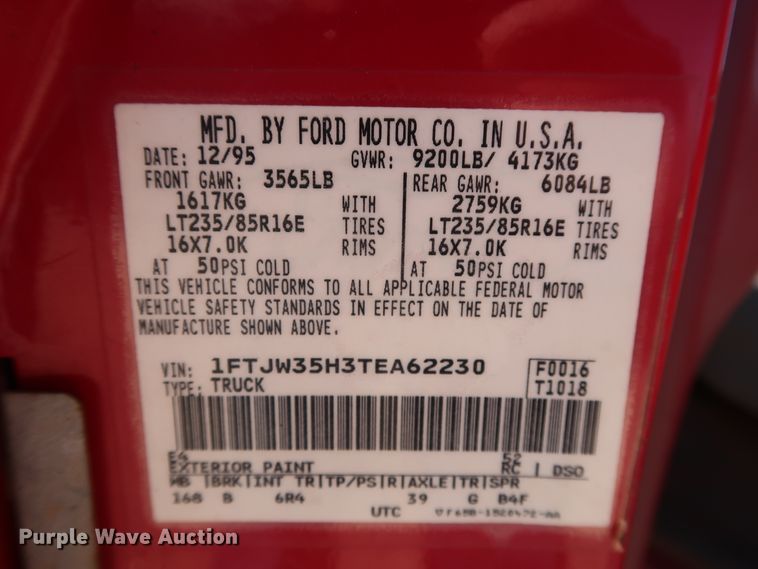 MFD. BY FORD MOTOR CO. IN U.S.A.
DATE: 12/95 GVWR: 9200LB/ 4173KG
FRONT GAWR: 3565LB REAR GAWR: 6084LB
1617KG WITH 2759KG WITH
LT235/85R16E TIRES LT235/85R16E TIRES
16X7.0K RIMS 16X7.0K RIMS
AT 50PSI COLD AT 50PSI COLD
THIS VEHICLE CONFORMS TO ALL APPLICABLE FEDERAL MOTOR
VEHICLE SAFETY STANDARDS IN EFFECT ON THE DATE OF
MANUFACTURE SHOWN ABOVE.
VIN: 1FTJW35H3TEA62230 F0016
TYPE: TRUCK T1018
E4 52
EXTERIOR PAINT RC DSO
WB BRK INT TR TP/PS R AXLE TR SPR
168 B 6R4 39 G B4F
UTC
Purple Wave Auction